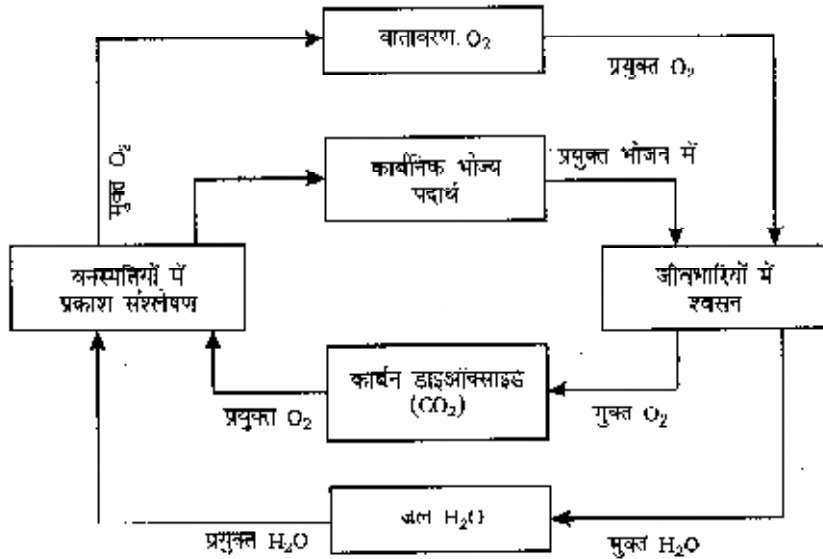 वातावरण. O₂
प्रयुक्त O₂
मुक्त O₂
कार्बनिक भोज्य
पदार्थ
प्रयुक्त भोजन में
वनस्पतियों में
प्रकाश संश्लेषण
जीवधारियों में
श्वसन
कार्बन डाइऑक्साइड
(CO₂)
प्रयुक्त O₂
मुक्त O₂
जल H₂O
प्रयुक्त H₂O
मुक्त H₂O